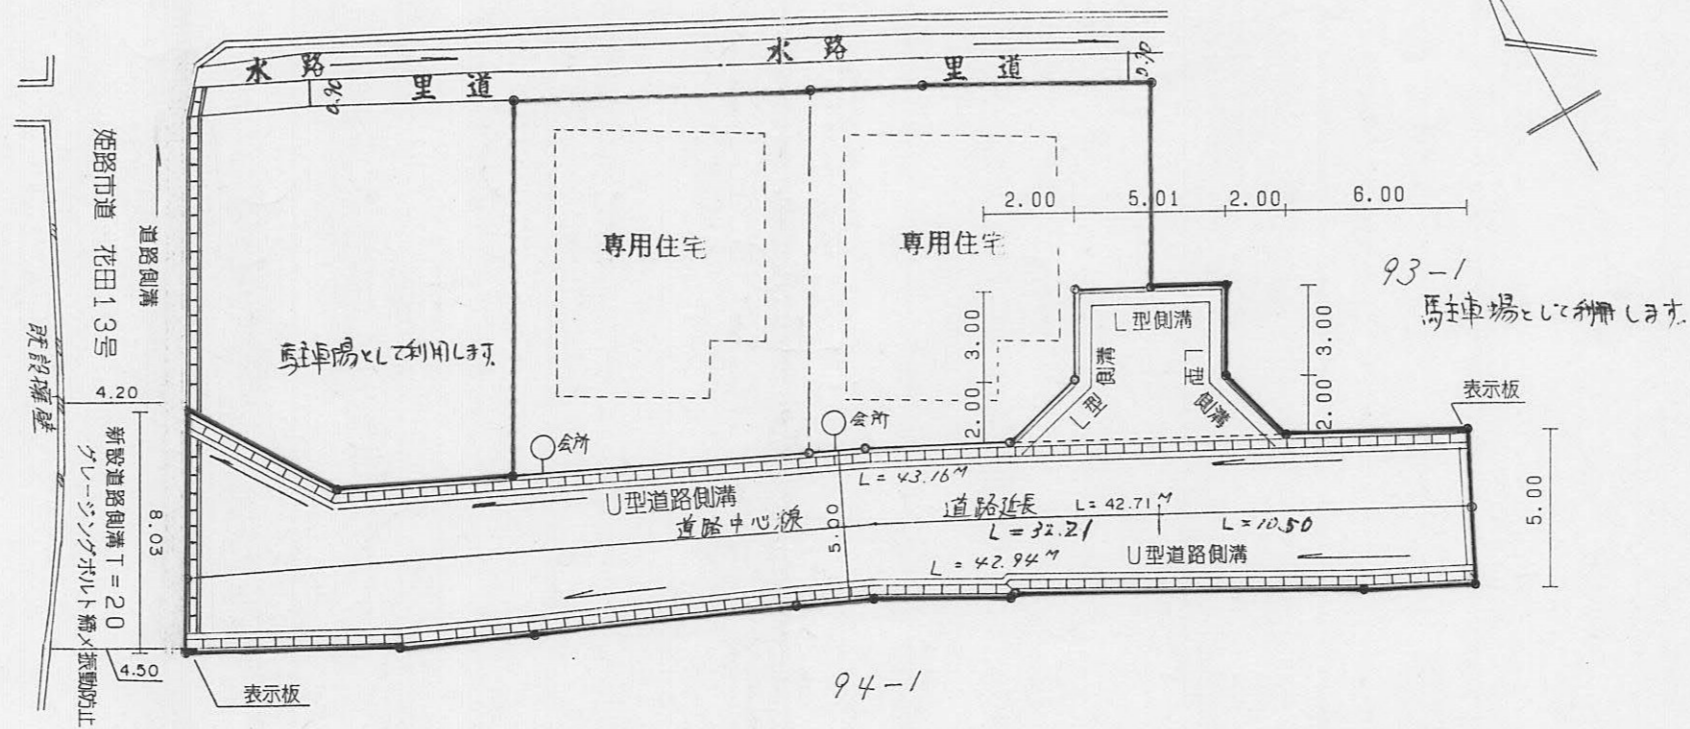 水路
水路
0.90
里道
里道
0.90
姫路市道 花田13号
道路側溝
既設擁壁
専用住宅
専用住宅
2.00
5.01
2.00
6.00
93-1
駐車場として利用します.
駐車場として利用します.
L型側溝
L型側溝
L型側溝
3.00
2.00
3.00
2.00
表示板
4.20
会所
会所
新設道路側溝T=20
グレーシングボルト締メ振動防止
8.03
4.50
U型道路側溝
道路中心線
L=43.16M
道路延長 L=42.71M
L=32.21
L=10.50
5.00
5.00
L=42.94M
U型道路側溝
表示板
94-1